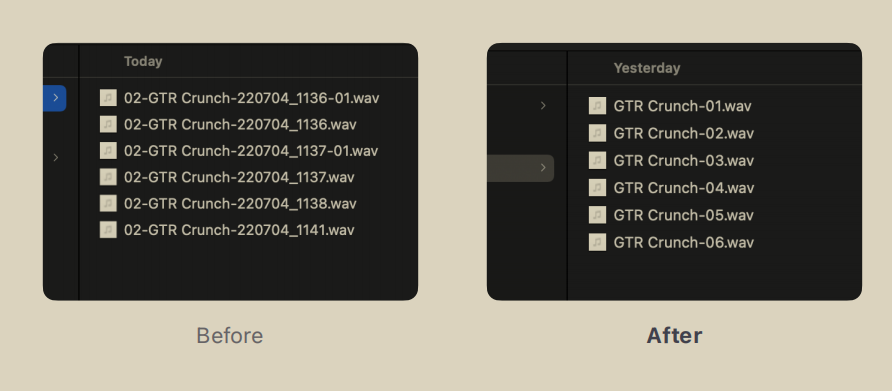 Today
02-GTR Crunch-220704_1136-01.wav
02-GTR Crunch-220704_1136.wav
02-GTR Crunch-220704_1137-01.wav
02-GTR Crunch-220704_1137.wav
02-GTR Crunch-220704_1138.wav
02-GTR Crunch-220704_1141.wav
Before
Yesterday
GTR Crunch-01.wav
GTR Crunch-02.wav
GTR Crunch-03.wav
GTR Crunch-04.wav
GTR Crunch-05.wav
GTR Crunch-06.wav
After